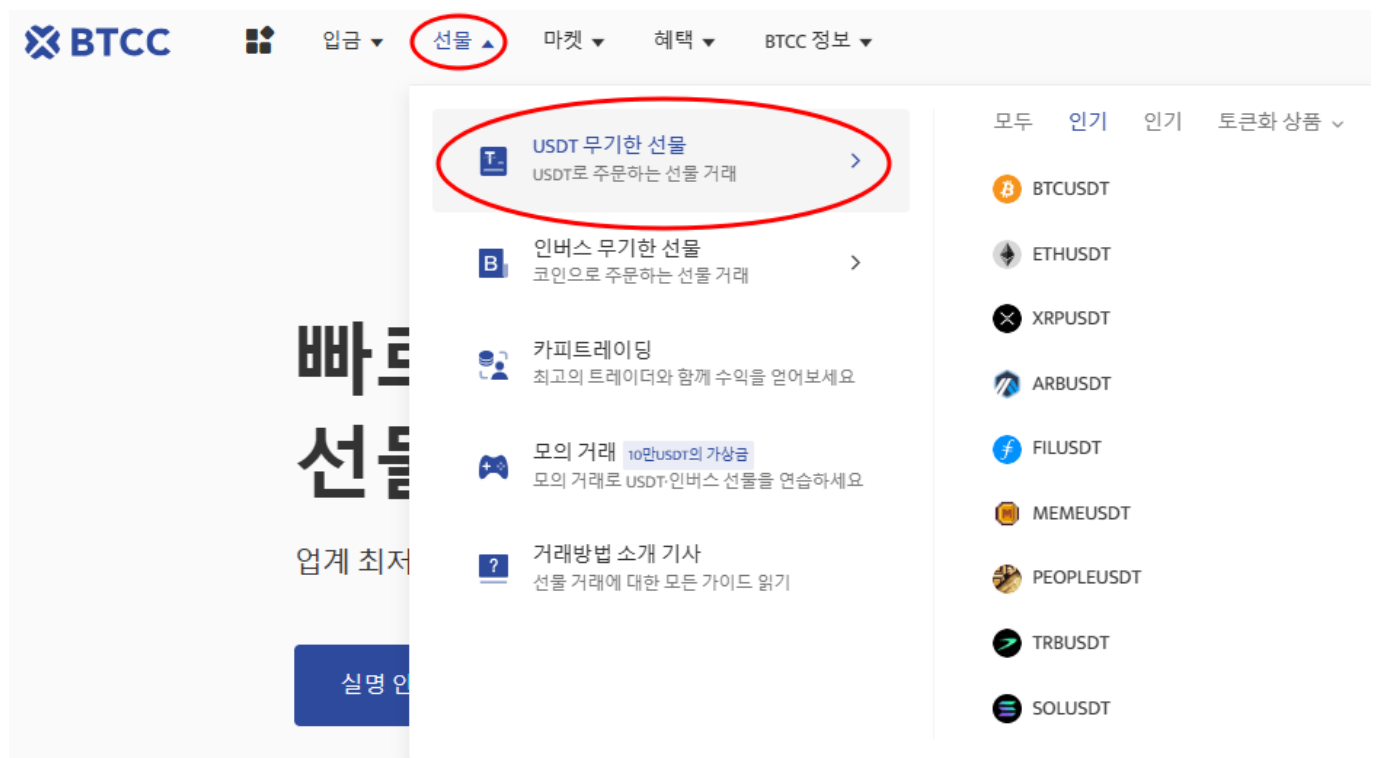 BTCC
입금 ▼
선물 ▲
마켓 ▼
혜택 ▼
BTCC 정보 ▼
USDT 무기한 선물
USDT로 주문하는 선물 거래
인버스 무기한 선물
코인으로 주문하는 선물 거래
카피트레이딩
최고의 트레이더와 함께 수익을 얻어보세요
모의 거래 10만USDT의 가상금
모의 거래로 USDT·인버스 선물을 연습하세요
거래방법 소개 기사
선물 거래에 대한 모든 가이드 읽기
모두
인기
인기
토큰화 상품
BTCUSDT
ETHUSDT
XRPUSDT
ARBUSDT
FILUSDT
MEMEUSDT
PEOPLEUSDT
TRBUSDT
SOLUSDT
빠
선
업계 최저
실명